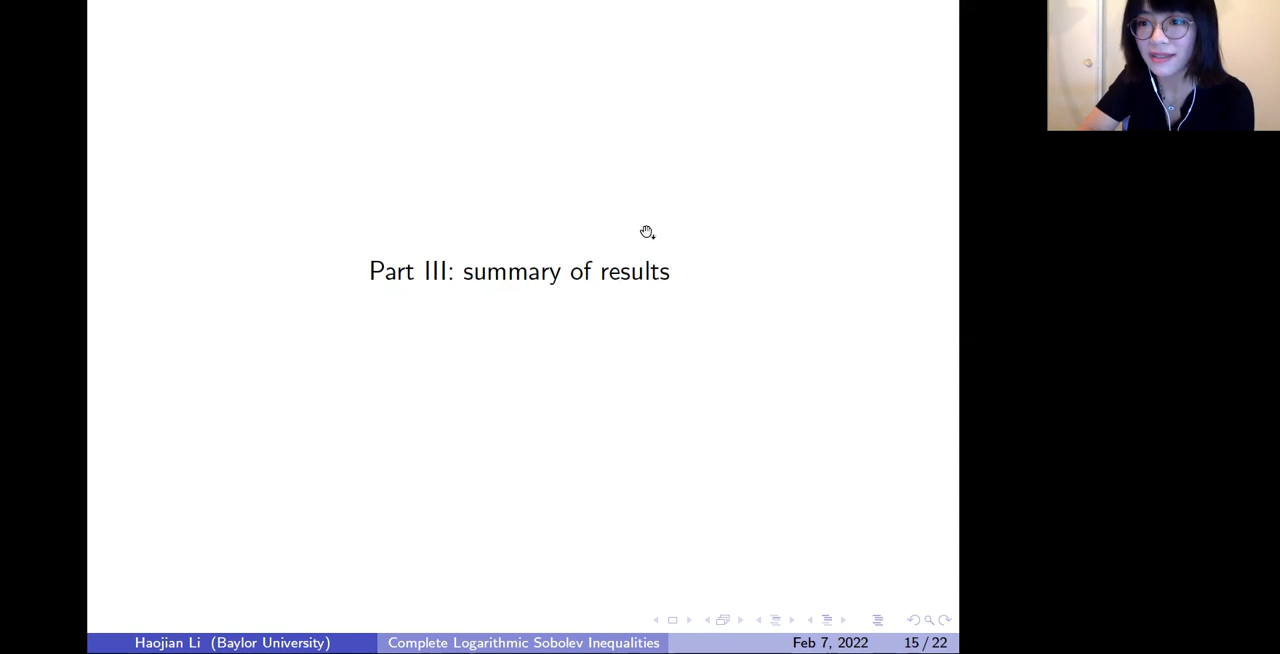 Part III: summary of results
Haojian Li (Baylor University) Complete Logarithmic Sobolev Inequalities Feb 7, 2022 15 / 22